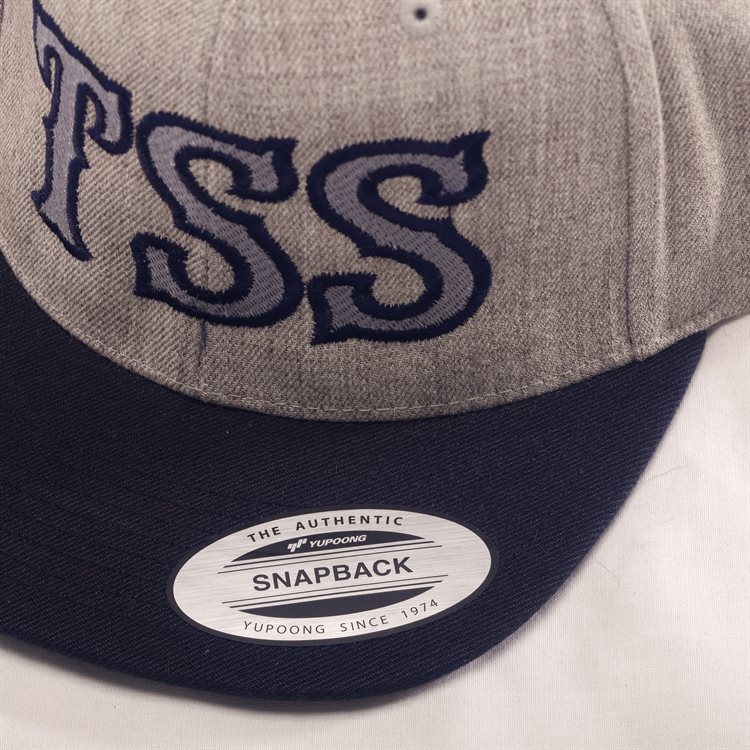 TSS
THE AUTHENTIC
YUPOONG
SNAPBACK
YUPOONG SINCE 1974